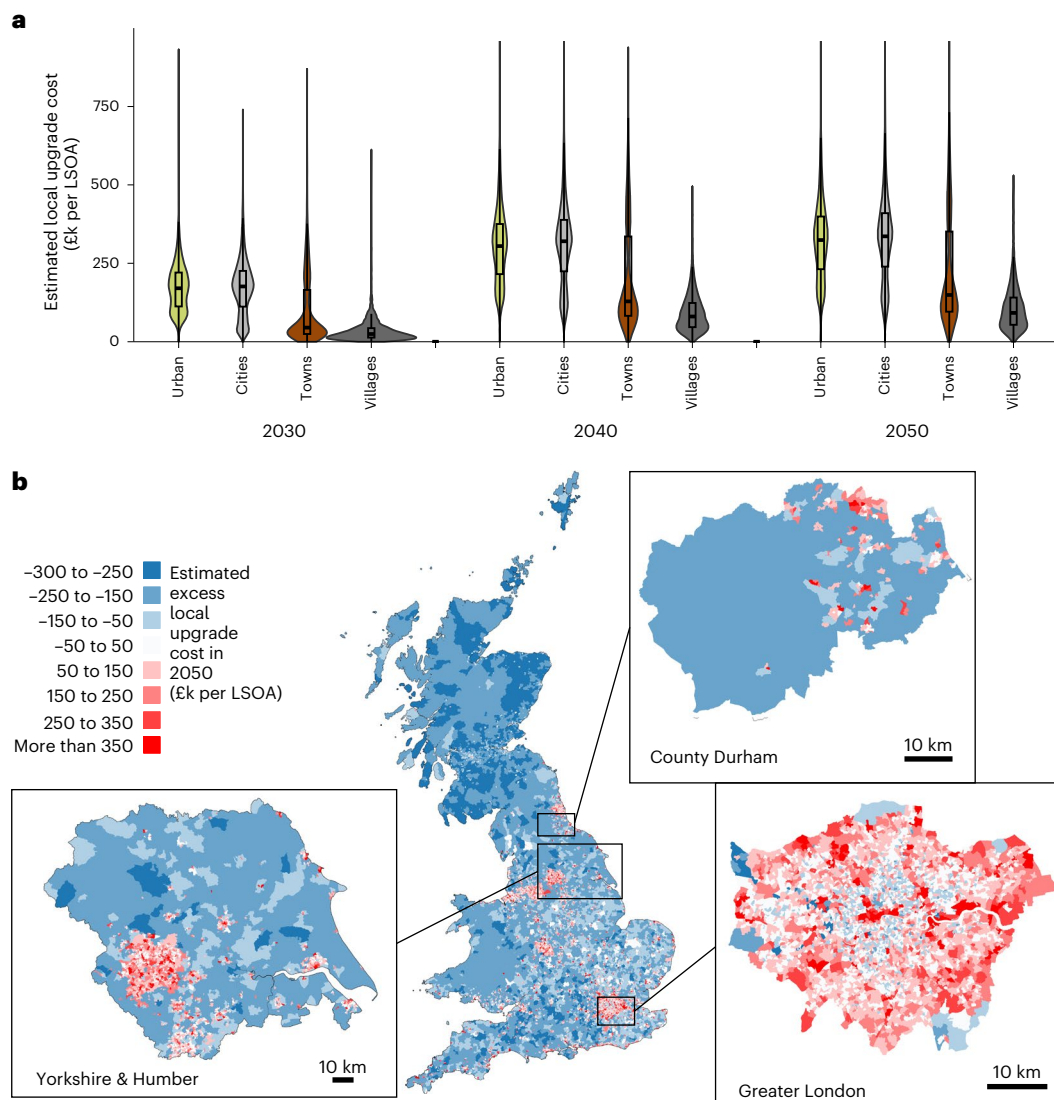 a
Estimated local upgrade cost
(£k per LSOA)
750
500
250
0
Urban
Cities
Towns
Villages
Urban
Cities
Towns
Villages
Urban
Cities
Towns
Villages
2030
2040
2050
b
–300 to –250
–250 to –150
–150 to –50
–50 to 50
50 to 150
150 to 250
250 to 350
More than 350
Estimated
excess
local
upgrade
cost in
2050
(£k per LSOA)
County Durham
10 km
Yorkshire & Humber
10 km
Greater London
10 km